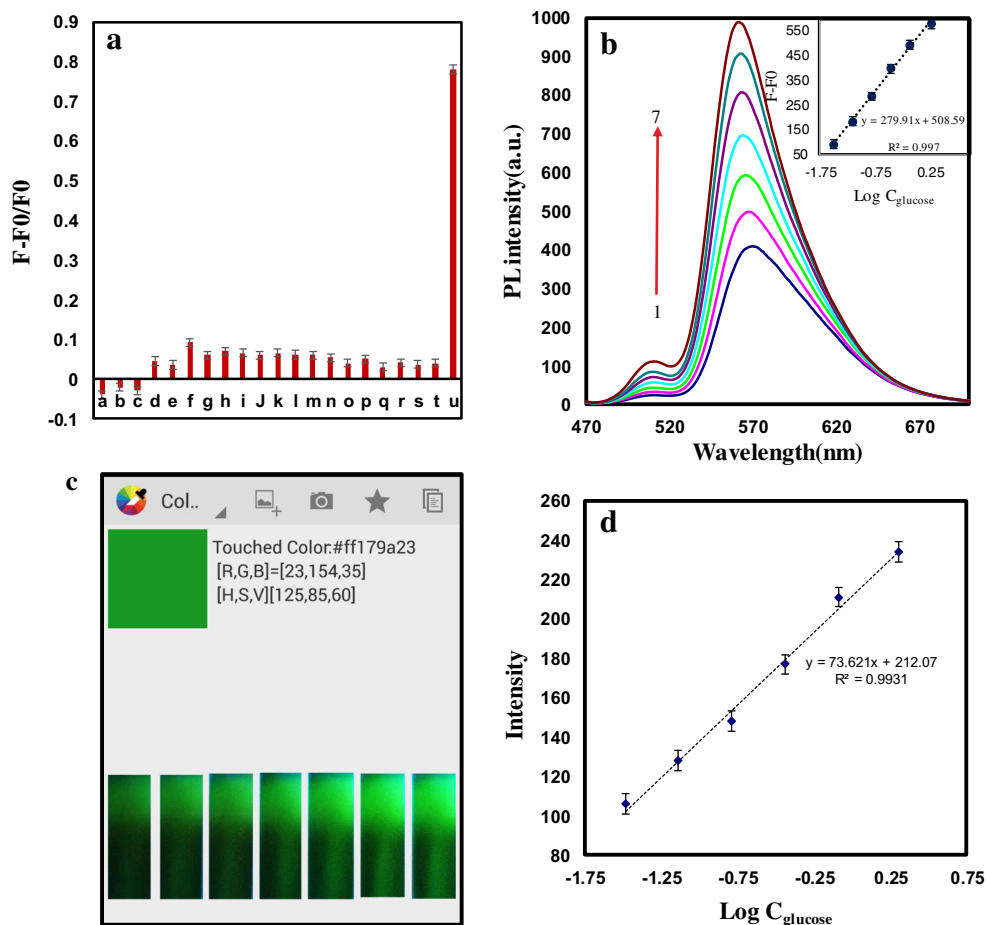 a
0.9
0.8
0.7
0.6
0.5
0.4
0.3
0.2
0.1
0
-0.1
F-F0/F0
a b c d e f g h i J k l m n o p q r s t u
b
1000
900
800
700
600
500
400
300
200
100
0
PL intensity(a.u.)
470 520 570 620 670
Wavelength(nm)
7
1
550
450
350
250
150
50
F-F0
y = 279.91x + 508.59
R² = 0.997
-1.75 -0.75 0.25
Log Cglucose
c
Col..
Touched Color:#ff179a23
[R,G,B]=[23,154,35]
[H,S,V][125,85,60]
d
260
240
220
200
180
160
140
120
100
80
Intensity
y = 73.621x + 212.07
R² = 0.9931
-1.75 -1.25 -0.75 -0.25 0.25 0.75
Log Cglucose